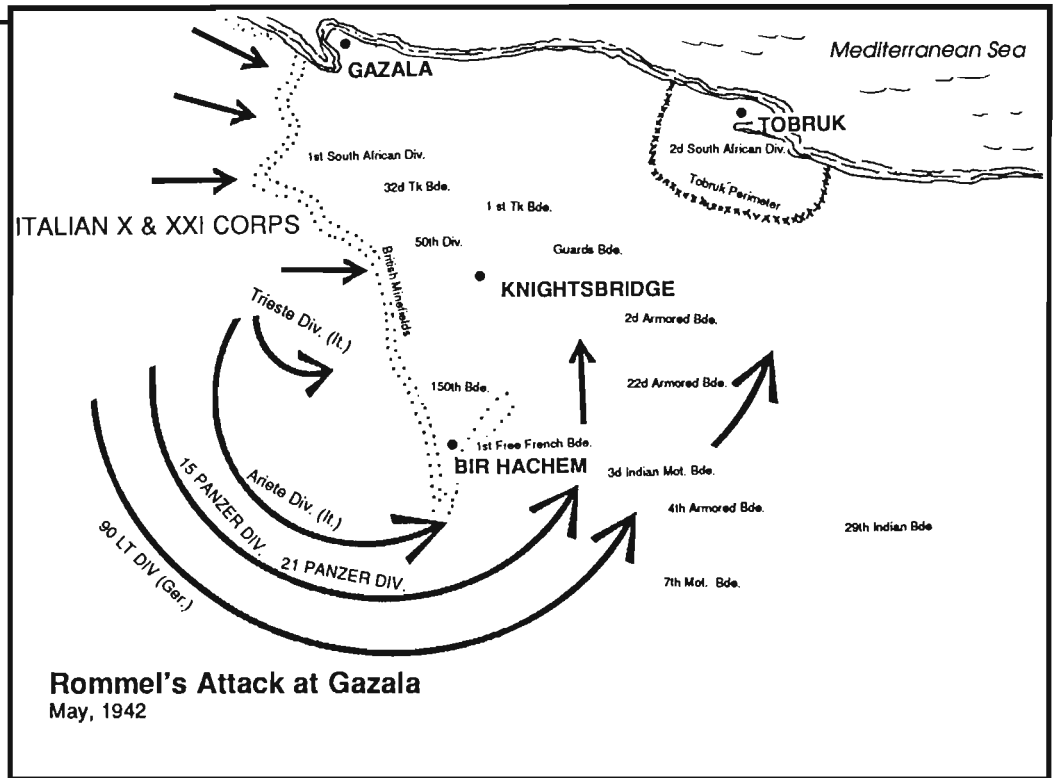 Mediterranean Sea
GAZALA
TOBRUK
1st South African Div.
2d South African Div.
32d Tk Bde.
Tobruk Perimeter
1 st Tk Bde.
ITALIAN X & XXI CORPS
50th Div.
Guards Bde.
British Minefields
KNIGHTSBRIDGE
Trieste Div. (It.)
2d Armored Bde.
150th Bde.
22d Armored Bde.
1st Free French Bde.
BIR HACHEM
3d Indian Mot. Bde.
Ariete Div. (It.)
15 PANZER DIV.
21 PANZER DIV.
90 LT DIV (Ger.)
4th Armored Bde.
29th Indian Bde
7th Mot. Bde.
Rommel's Attack at Gazala
May, 1942